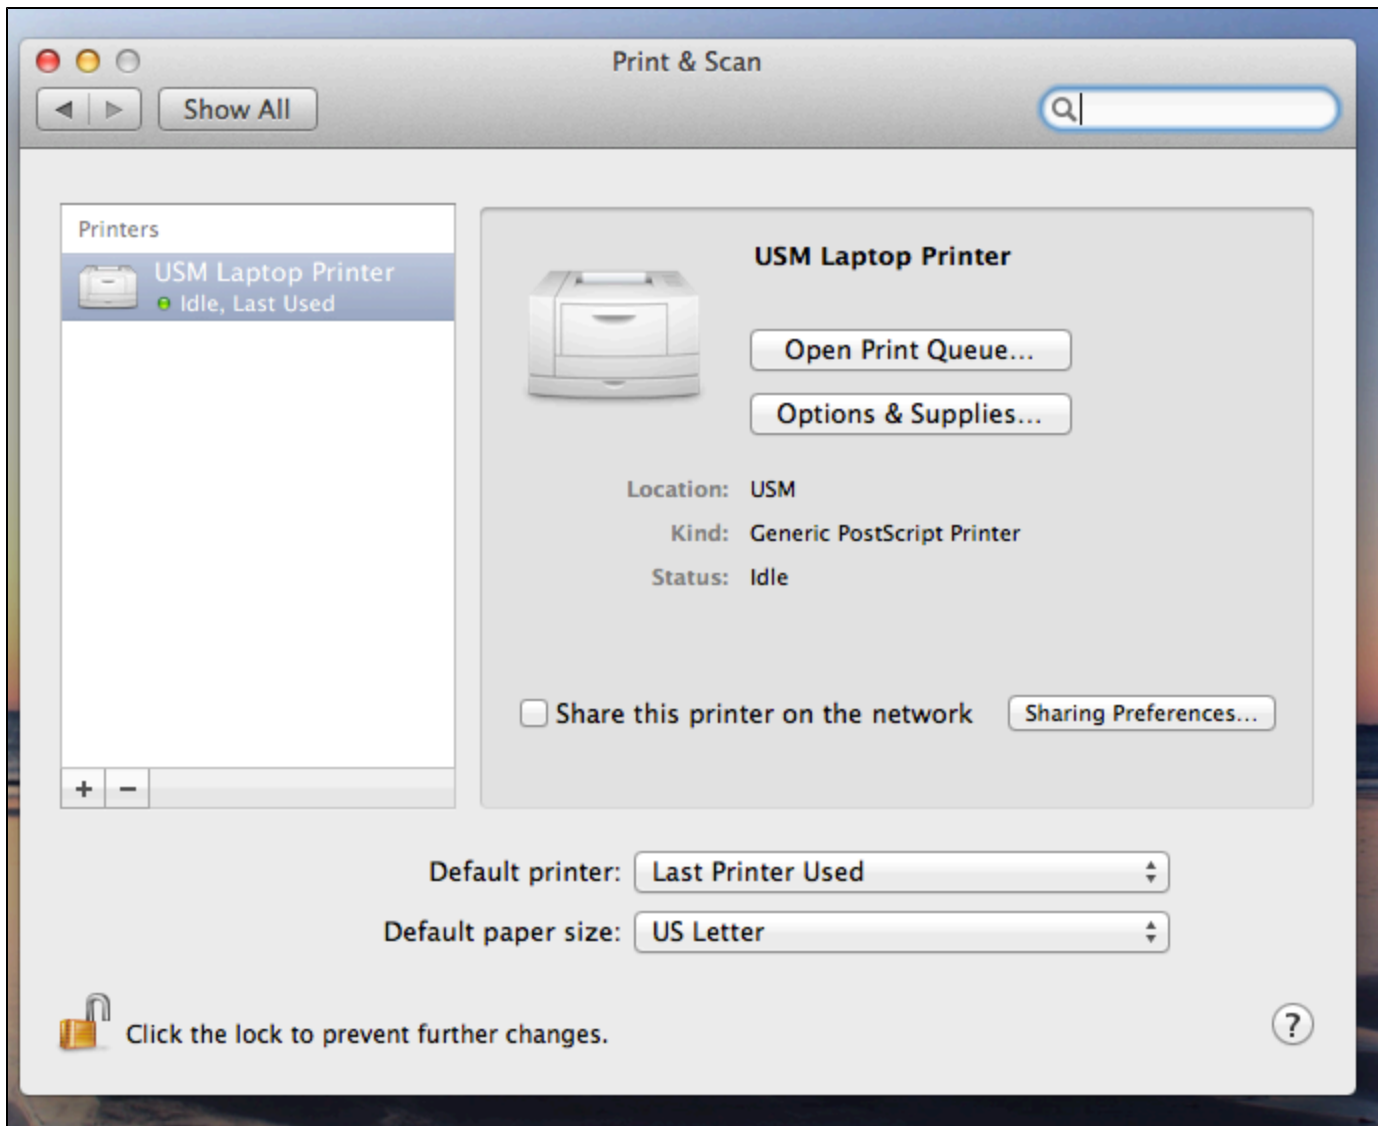 Print & Scan
Show All
Printers
USM Laptop Printer
Idle, Last Used
USM Laptop Printer
Open Print Queue...
Options & Supplies...
Location: USM
Kind: Generic PostScript Printer
Status: Idle
Share this printer on the network
Sharing Preferences...
+ −
Default printer: Last Printer Used
Default paper size: US Letter
Click the lock to prevent further changes.
?